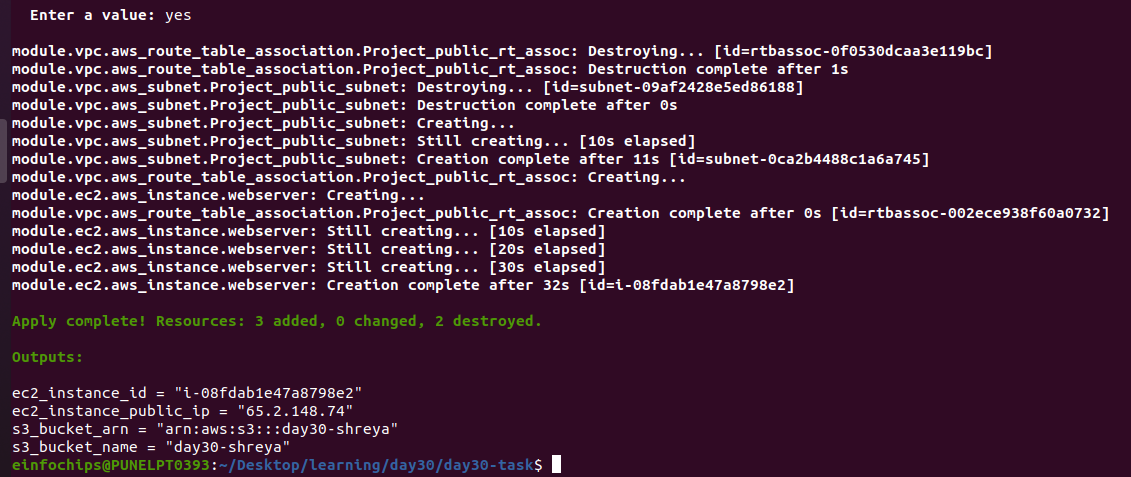 Enter a value: yes
module.vpc.aws_route_table_association.Project_public_rt_assoc: Destroying... [id=rtbassoc-0f0530dcaa3e119bc]
module.vpc.aws_route_table_association.Project_public_rt_assoc: Destruction complete after 1s
module.vpc.aws_subnet.Project_public_subnet: Destroying... [id=subnet-09af2428e5ed86188]
module.vpc.aws_subnet.Project_public_subnet: Destruction complete after 0s
module.vpc.aws_subnet.Project_public_subnet: Creating...
module.vpc.aws_subnet.Project_public_subnet: Still creating... [10s elapsed]
module.vpc.aws_subnet.Project_public_subnet: Creation complete after 11s [id=subnet-0ca2b4488c1a6a745]
module.vpc.aws_route_table_association.Project_public_rt_assoc: Creating...
module.ec2.aws_instance.webserver: Creating...
module.vpc.aws_route_table_association.Project_public_rt_assoc: Creation complete after 0s [id=rtbassoc-002ece938f60a0732]
module.ec2.aws_instance.webserver: Still creating... [10s elapsed]
module.ec2.aws_instance.webserver: Still creating... [20s elapsed]
module.ec2.aws_instance.webserver: Still creating... [30s elapsed]
module.ec2.aws_instance.webserver: Creation complete after 32s [id=i-08fdab1e47a8798e2]
Apply complete! Resources: 3 added, 0 changed, 2 destroyed.
Outputs:
ec2_instance_id = "i-08fdab1e47a8798e2"
ec2_instance_public_ip = "65.2.148.74"
s3_bucket_arn = "arn:aws:s3:::day30-shreya"
s3_bucket_name = "day30-shreya"
einfochips@PUNELPT0393:~/Desktop/learning/day30/day30-task$